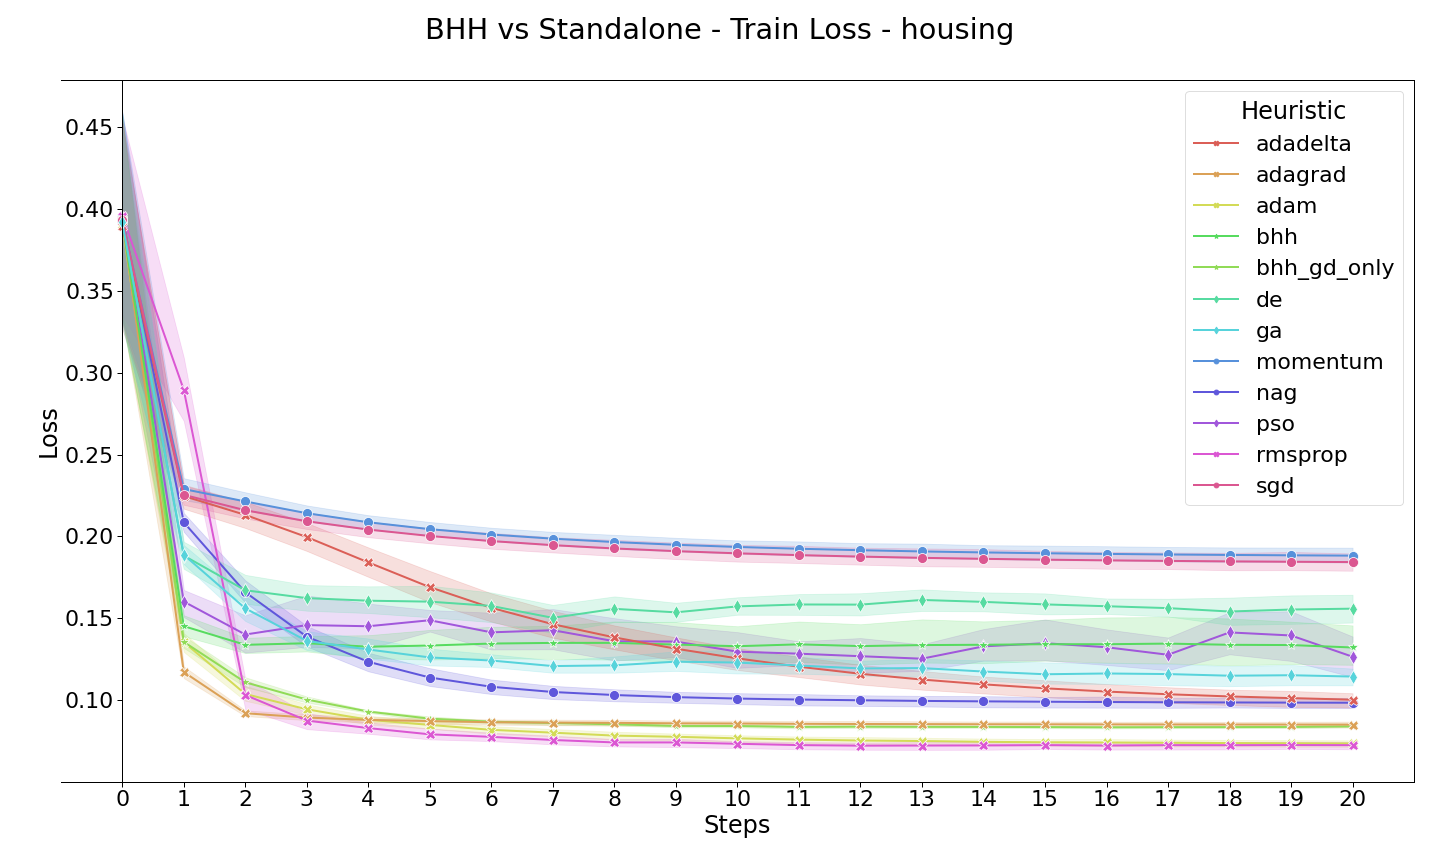 BHH vs Standalone - Train Loss - housing
Heuristic
adadelta
adagrad
adam
bhh
bhh_gd_only
de
ga
momentum
nag
pso
rmsprop
sgd
Loss
0.45
0.40
0.35
0.30
0.25
0.20
0.15
0.10
0 1 2 3 4 5 6 7 8 9 10 11 12 13 14 15 16 17 18 19 20
Steps